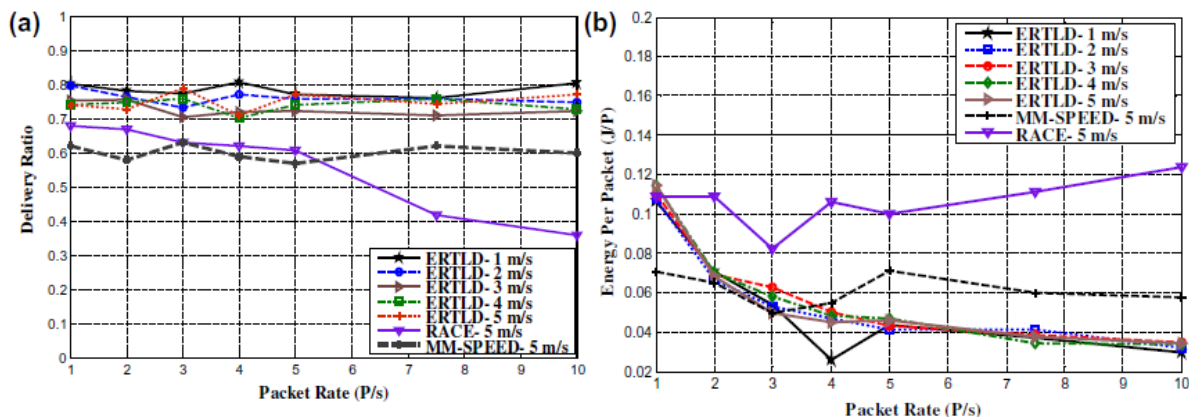 (a)
Delivery Ratio
1
0.9
0.8
0.7
0.6
0.5
0.4
0.3
0.2
0.1
0
1 2 3 4 5 6 7 8 9 10
Packet Rate (P/s)
ERTLD- 1 m/s
ERTLD- 2 m/s
ERTLD- 3 m/s
ERTLD- 4 m/s
ERTLD- 5 m/s
RACE- 5 m/s
MM-SPEED- 5 m/s
(b)
Energy Per Packet (J/P)
0.2
0.18
0.16
0.14
0.12
0.1
0.08
0.06
0.04
0.02
1 2 3 4 5 6 7 8 9 10
Packet Rate (P/s)
ERTLD- 1 m/s
ERTLD- 2 m/s
ERTLD- 3 m/s
ERTLD- 4 m/s
ERTLD- 5 m/s
MM-SPEED- 5 m/s
RACE- 5 m/s